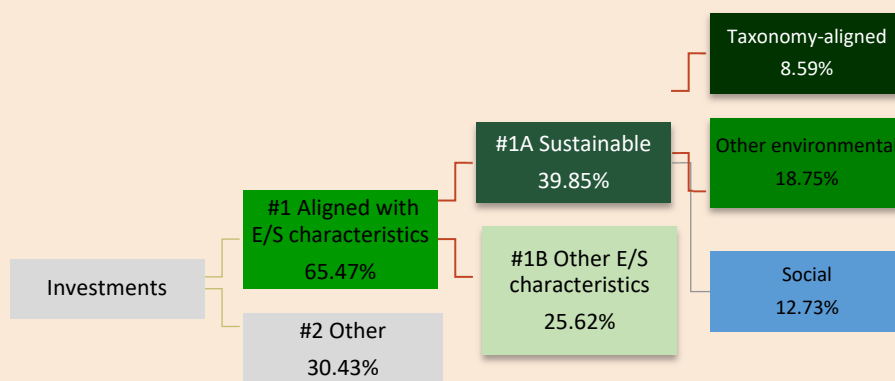 Investments
#1 Aligned with
E/S characteristics
65.47%
#2 Other
30.43%
#1A Sustainable
39.85%
#1B Other E/S
characteristics
25.62%
Taxonomy-aligned
8.59%
Other environmenta
18.75%
Social
12.73%